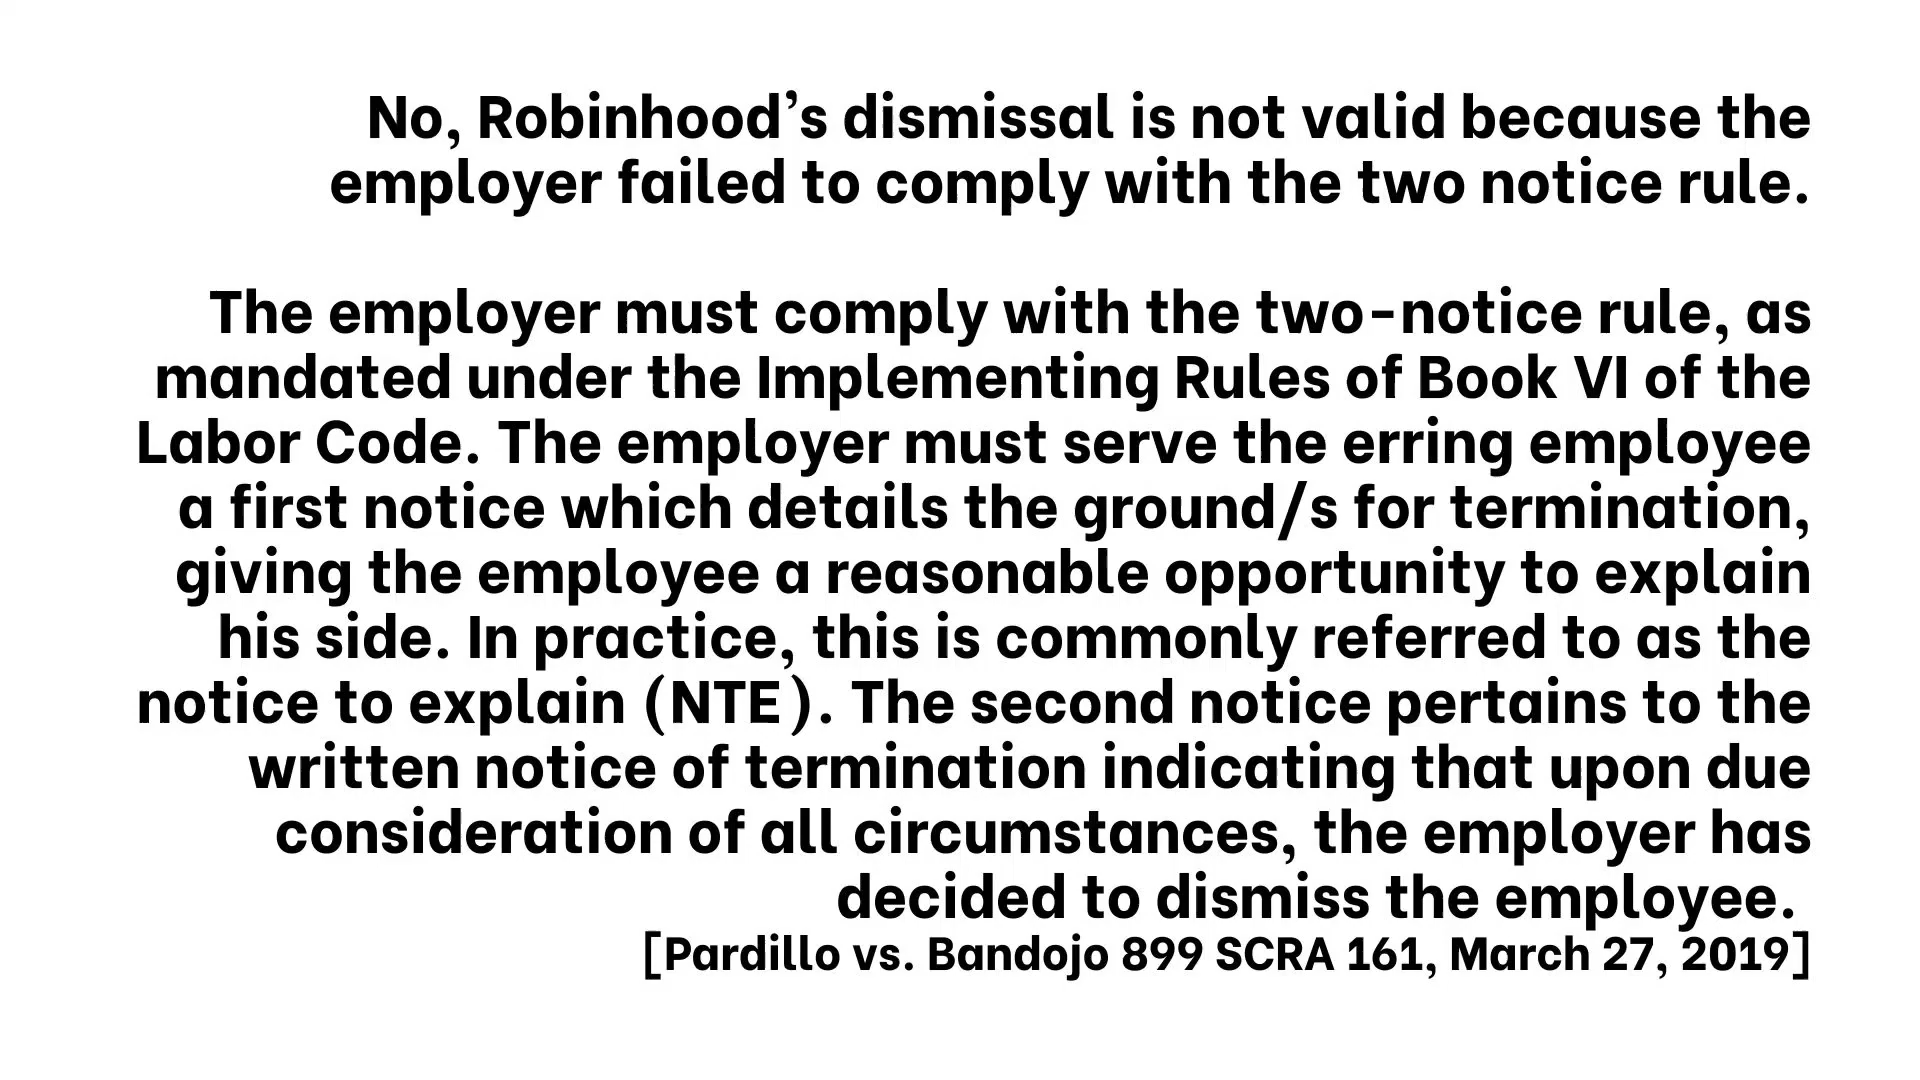 No, Robinhood’s dismissal is not valid because the
employer failed to comply with the two notice rule.
The employer must comply with the two-notice rule, as
mandated under the Implementing Rules of Book VI of the
Labor Code. The employer must serve the erring employee
a first notice which details the ground/s for termination,
giving the employee a reasonable opportunity to explain
his side. In practice, this is commonly referred to as the
notice to explain (NTE). The second notice pertains to the
written notice of termination indicating that upon due
consideration of all circumstances, the employer has
decided to dismiss the employee.
[Pardillo vs. Bandojo 899 SCRA 161, March 27, 2019]